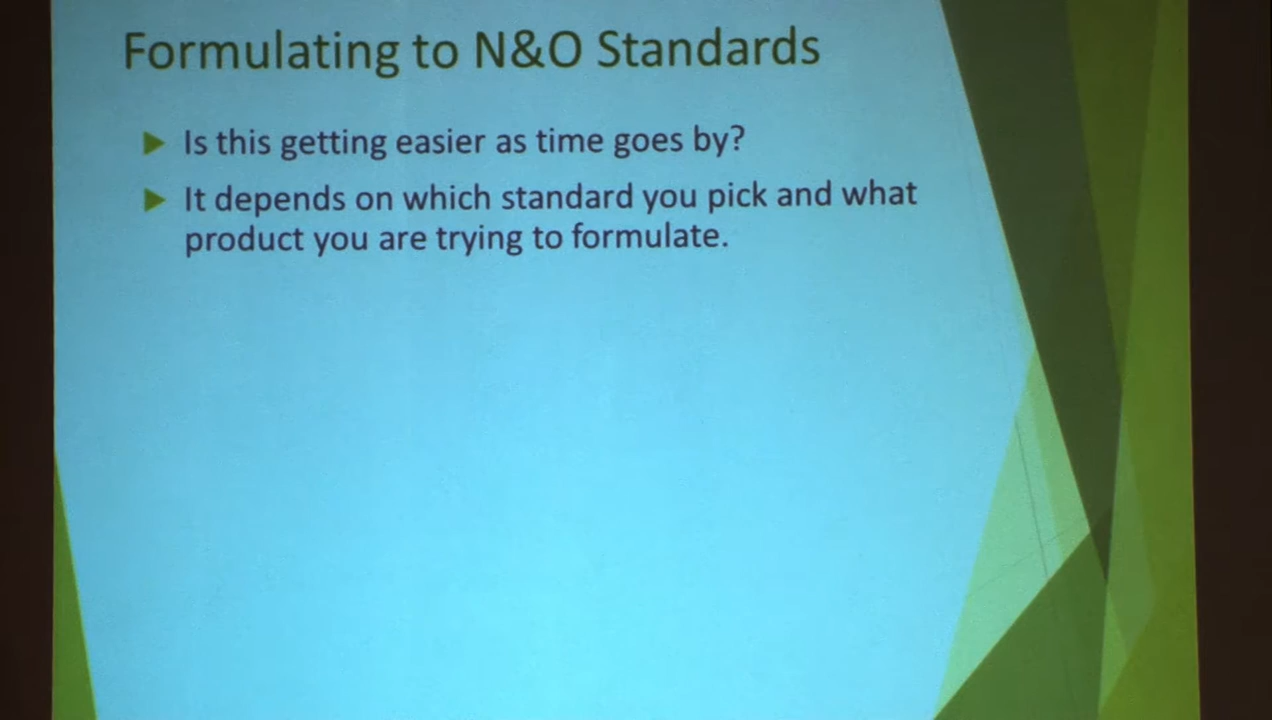 Formulating to N&O Standards
Is this getting easier as time goes by?
It depends on which standard you pick and what
product you are trying to formulate.